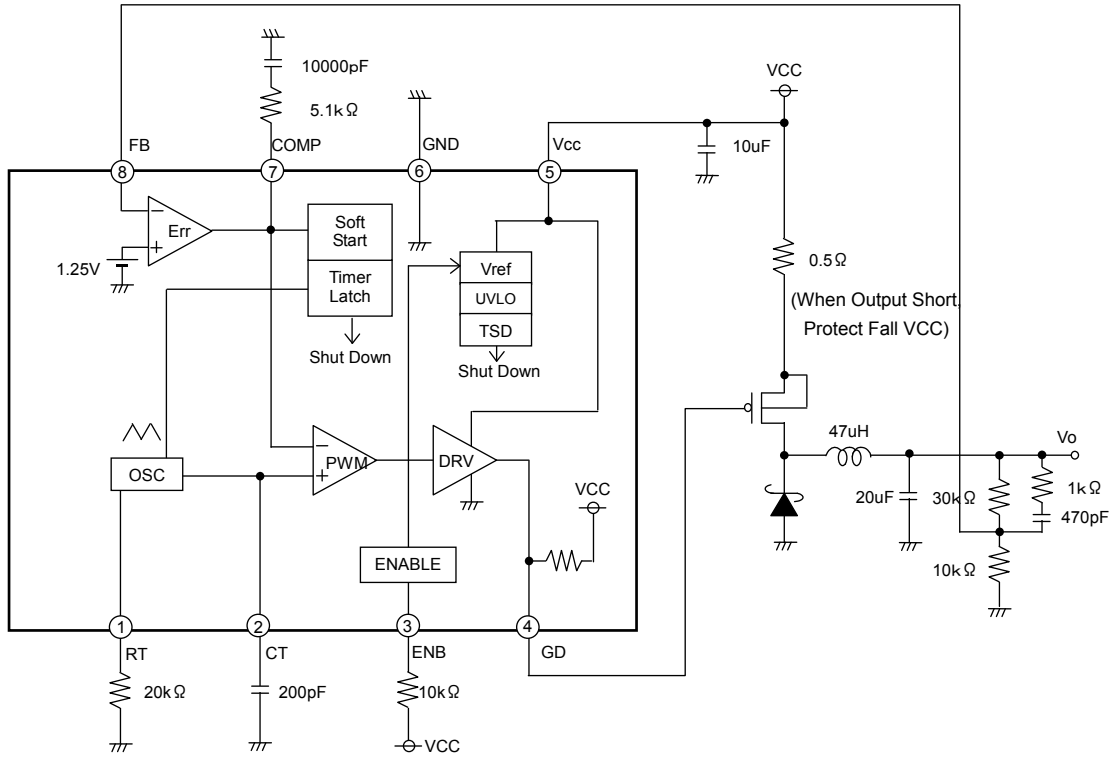 10000pF
5.1kΩ
VCC
FB
COMP
GND
Vcc
10uF
8
7
6
5
Err
Soft
Start
1.25V
Timer
Latch
Vref
UVLO
TSD
0.5Ω
(When Output Short,
Protect Fall VCC)
Shut Down
Shut Down
47uH
Vo
OSC
PWM
DRV
VCC
20uF
30kΩ
1kΩ
470pF
ENABLE
10kΩ
1
2
3
4
RT
CT
ENB
GD
20kΩ
200pF
10kΩ
VCC